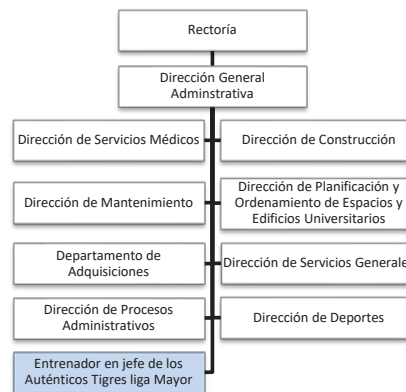 Rectoría
Dirección General
Adminstrativa
Dirección de Servicios Médicos
Dirección de Construcción
Dirección de Mantenimiento
Dirección de Planificación y
Ordenamiento de Espacios y
Edificios Universitarios
Departamento de
Adquisiciones
Dirección de Servicios Generale
Dirección de Procesos
Administrativos
Dirección de Deportes
Entrenador en jefe de los
Auténticos Tigres liga Mayor